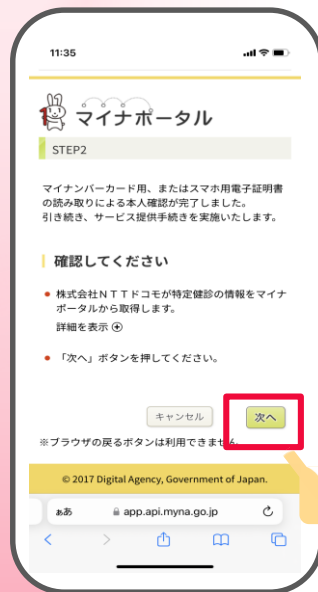 11:35
マイナポータル
STEP2
マイナンバーカード用、またはスマホ用電子証明書
の読み取りによる本人確認が完了しました。
引き続き、サービス提供手続きを実施いたします。
確認してください
• 株式会社ＮＴＴドコモが特定健診の情報をマイナ
ポータルから取得します。
詳細を表示 ⊕
• 「次へ」ボタンを押してください。
キャンセル 次へ
※ブラウザの戻るボタンは利用できません
© 2017 Digital Agency, Government of Japan.
ぁあ app.api.myna.go.jp